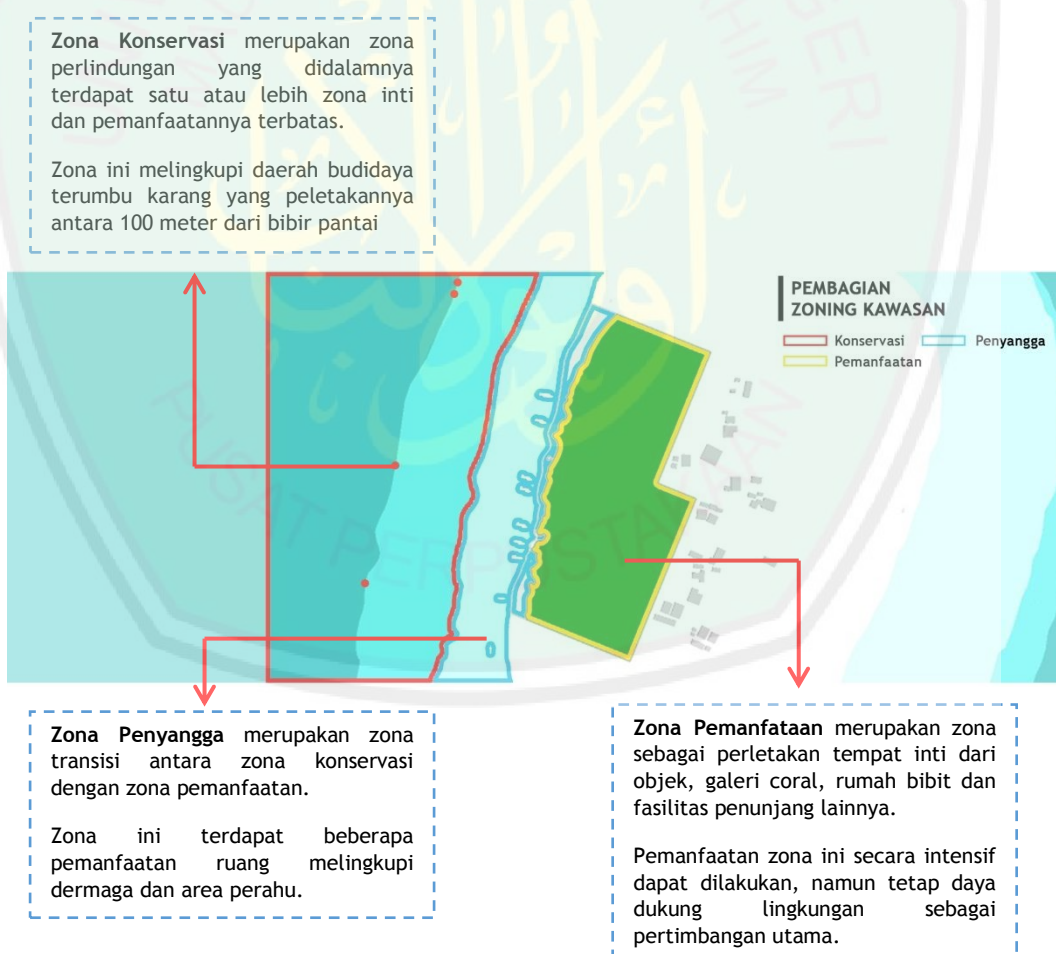 Zona Konservasi merupakan zona
perlindungan yang didalamnya
terdapat satu atau lebih zona inti
dan pemanfaatannya terbatas.
Zona ini melingkupi daerah budidaya
terumbu karang yang peletakannya
antara 100 meter dari bibir pantai
PEMBAGIAN
ZONING KAWASAN
Konservasi Penyangga
Pemanfaatan
Zona Penyangga merupakan zona
transisi antara zona konservasi
dengan zona pemanfaatan.
Zona ini terdapat beberapa
pemanfaatan ruang melingkupi
dermaga dan area perahu.
Zona Pemanfataan merupakan zona
sebagai perletakan tempat inti dari
objek, galeri coral, rumah bibit dan
fasilitas penunjang lainnya.
Pemanfaatan zona ini secara intensif
dapat dilakukan, namun tetap daya
dukung lingkungan sebagai
pertimbangan utama.
PUSAT PERPUSTAKAAN